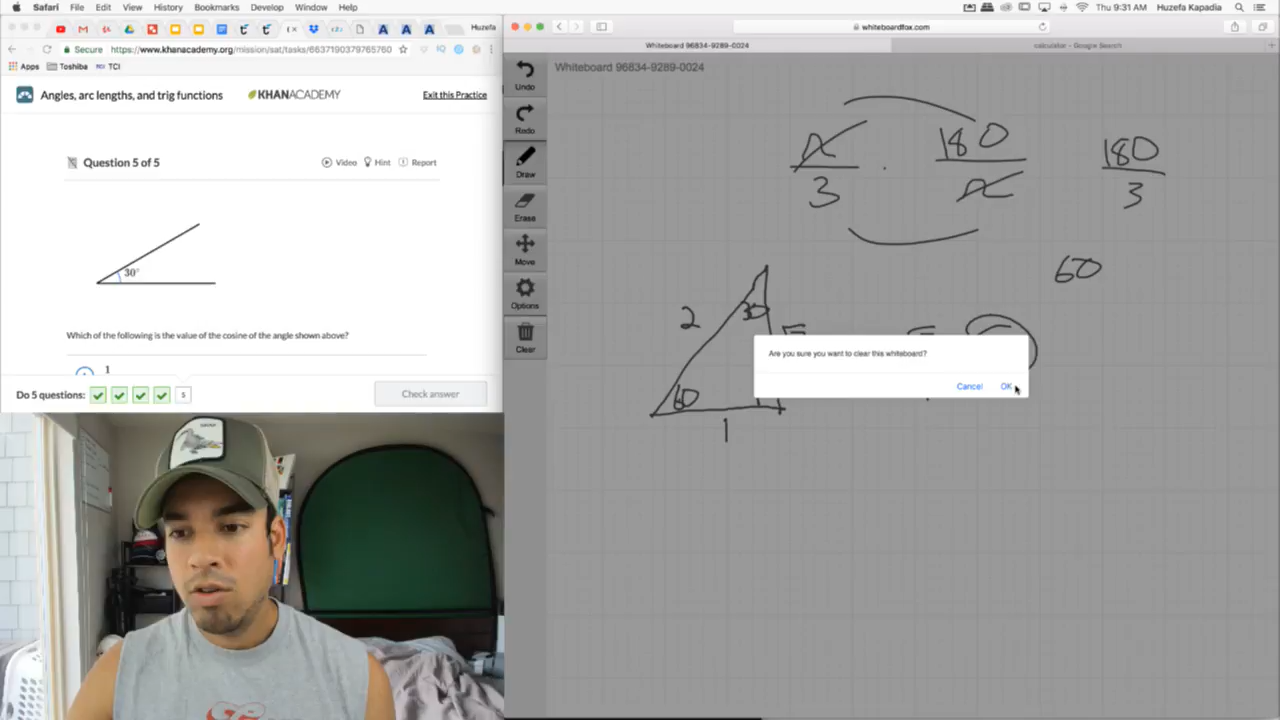 Safari File Edit View History Bookmarks Develop Window Help
Thu 9:31 AM Huzefa Kapadia
Huzefa
Secure https://www.khanacademy.org/mission/sat/tasks/6637190379765760
Apps Toshiba TCI
Angles, arc lengths, and trig functions KHANACADEMY Exit this Practice
Question 5 of 5 Video Hint Report
30°
Which of the following is the value of the cosine of the angle shown above?
1
Do 5 questions: 5 Check answer
whiteboardfox.com
Whiteboard 96834-9289-0024 calculator - Google Search
Whiteboard 96834-9289-0024
Undo
Redo
Draw
Erase
Move
Options
Clear
π/3 · 180/π 180/3
60
2 30
60
1
Are you sure you want to clear this whiteboard?
Cancel OK